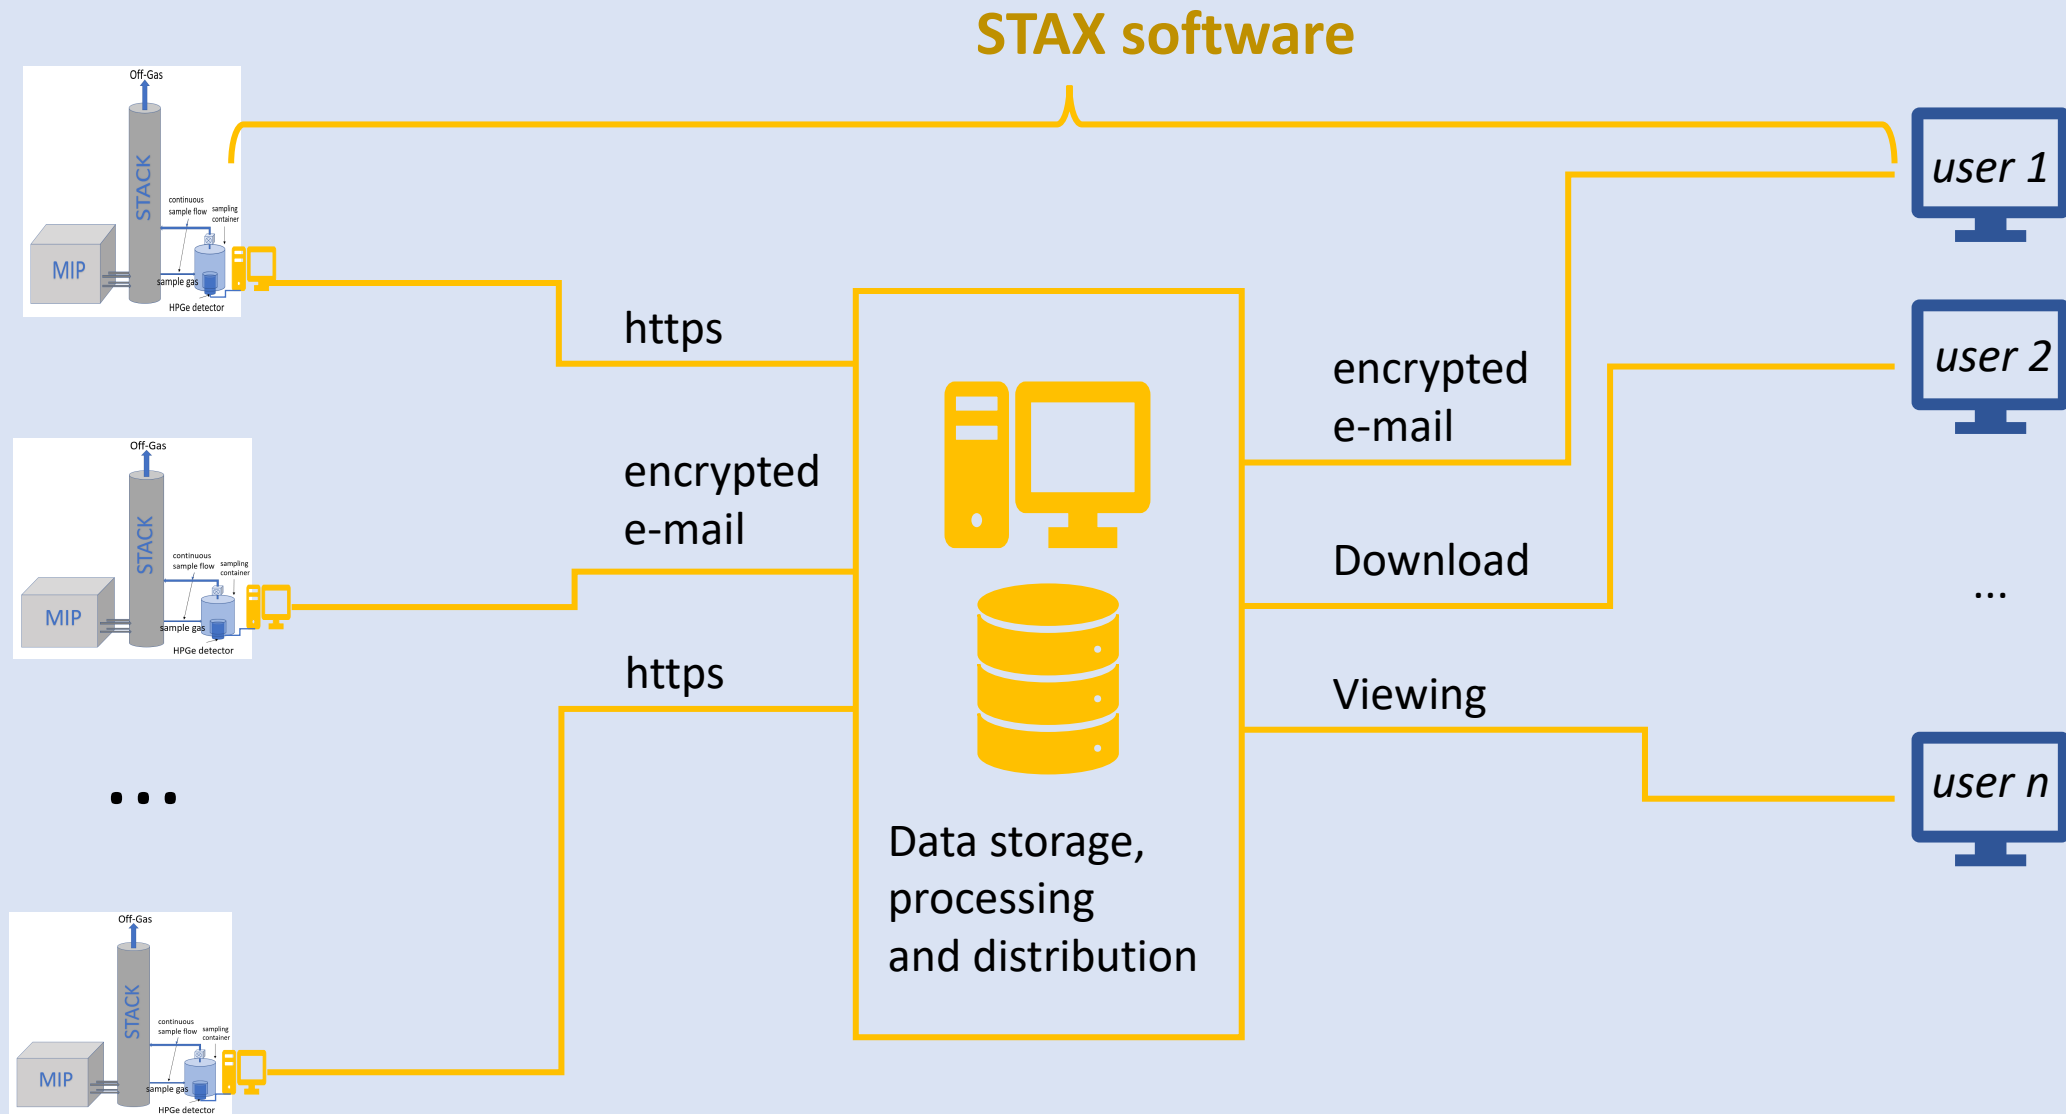 STAX software
Off-Gas
STACK
continuous
sample flow
sampling
container
MIP
sample gas
HPGe detector
https
Off-Gas
STACK
continuous
sample flow
sampling
container
MIP
sample gas
HPGe detector
encrypted
e-mail
...
Off-Gas
STACK
continuous
sample flow
sampling
container
MIP
sample gas
HPGe detector
https
Data storage,
processing
and distribution
encrypted
e-mail
Download
Viewing
user 1
user 2
...
user n